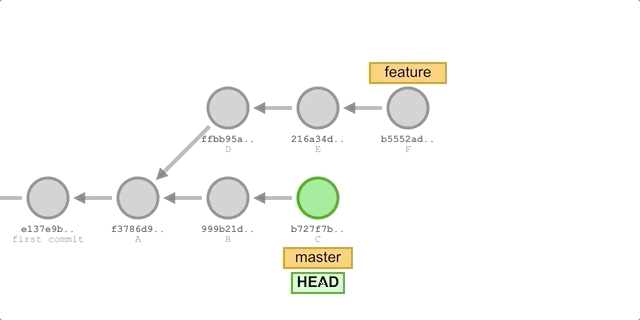 feature
ffbb95a..
D
216a34d..
E
b5552ad..
F
e137e9b..
first commit
f3786d9..
A
999b21d..
B
b727f7b..
C
master
HEAD